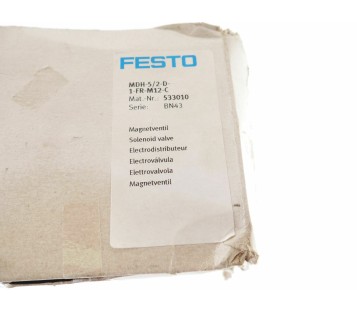 FESTO
MDH-5/2-D-
1-FR-M12-C
Mat.-Nr.: 533010
Serie: BN43
Magnetventil
Solenoid valve
Electrodistributeur
Electroválvula
Elettrovalvola
Magnetventil